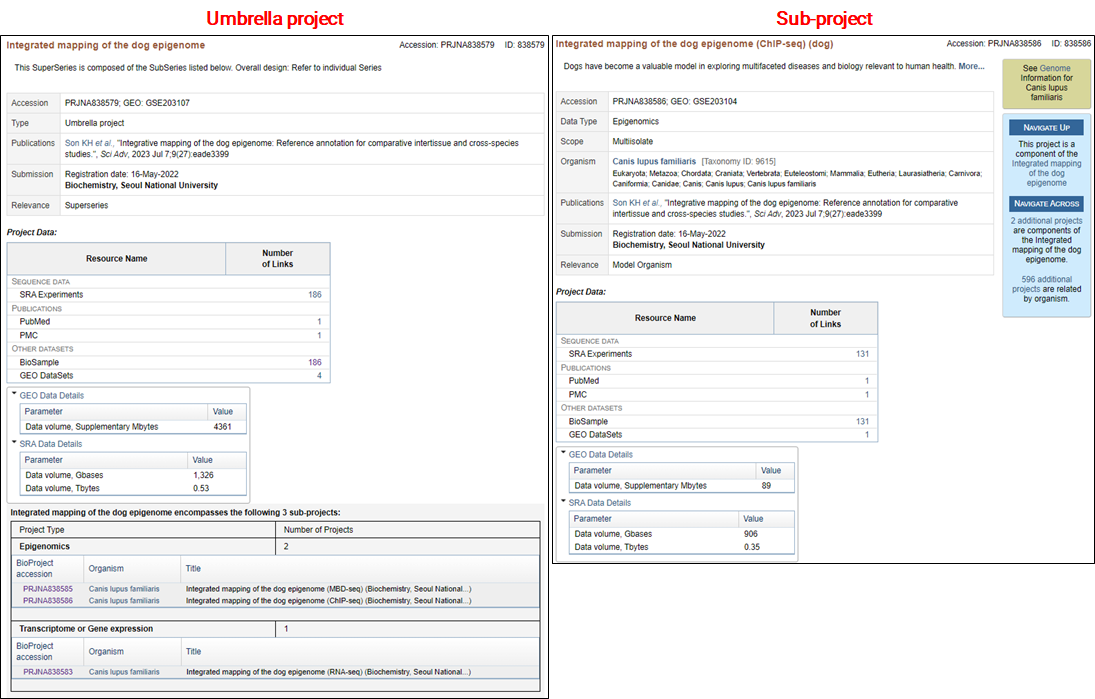 Umbrella project
Integrated mapping of the dog epigenome
Accession: PRJNA838579 ID: 838579
This SuperSeries is composed of the SubSeries listed below. Overall design: Refer to individual Series
Accession PRJNA838579; GEO: GSE203107
Type Umbrella project
Publications Son KH et al., "Integrative mapping of the dog epigenome: Reference annotation for comparative intertissue and cross-species
studies.", Sci Adv, 2023 Jul 7;9(27):eade3399
Submission Registration date: 16-May-2022
Biochemistry, Seoul National University
Relevance Superseries
Project Data:
Resource Name Number
of Links
SEQUENCE DATA
SRA Experiments 186
PUBLICATIONS
PubMed 1
PMC 1
OTHER DATASETS
BioSample 186
GEO DataSets 4
GEO Data Details
Parameter Value
Data volume, Supplementary Mbytes 4361
SRA Data Details
Parameter Value
Data volume, Gbases 1,326
Data volume, Tbytes 0.53
Integrated mapping of the dog epigenome encompasses the following 3 sub-projects:
Project Type Number of Projects
Epigenomics 2
BioProject
accession Organism Title
PRJNA838585 Canis lupus familiaris Integrated mapping of the dog epigenome (MBD-seq) (Biochemistry, Seoul National...)
PRJNA838586 Canis lupus familiaris Integrated mapping of the dog epigenome (ChIP-seq) (Biochemistry, Seoul National...)
Transcriptome or Gene expression 1
BioProject
accession Organism Title
PRJNA838583 Canis lupus familiaris Integrated mapping of the dog epigenome (RNA-seq) (Biochemistry, Seoul National...)
Sub-project
Integrated mapping of the dog epigenome (ChIP-seq) (dog)
Accession: PRJNA838586 ID: 838586
Dogs have become a valuable model in exploring multifaceted diseases and biology relevant to human health. More...
Accession PRJNA838586; GEO: GSE203104
Data Type Epigenomics
Scope Multiisolate
Organism Canis lupus familiaris [Taxonomy ID: 9615]
Eukaryota; Metazoa; Chordata; Craniata; Vertebrata; Euteleostomi; Mammalia; Eutheria; Laurasiatheria; Carnivora;
Caniformia; Canidae; Canis; Canis lupus; Canis lupus familiaris
Publications Son KH et al., "Integrative mapping of the dog epigenome: Reference annotation for comparative
intertissue and cross-species studies.", Sci Adv, 2023 Jul 7;9(27):eade3399
Submission Registration date: 16-May-2022
Biochemistry, Seoul National University
Relevance Model Organism
Project Data:
Resource Name Number
of Links
SEQUENCE DATA
SRA Experiments 131
PUBLICATIONS
PubMed 1
PMC 1
OTHER DATASETS
BioSample 131
GEO DataSets 1
GEO Data Details
Parameter Value
Data volume, Supplementary Mbytes 89
SRA Data Details
Parameter Value
Data volume, Gbases 906
Data volume, Tbytes 0.35
See Genome
Information for
Canis lupus
familiaris
NAVIGATE UP
This project is a
component of the
Integrated mapping
of the dog
epigenome
NAVIGATE ACROSS
2 additional projects
are components of
the Integrated
mapping of the dog
epigenome.
596 additional
projects are related
by organism.